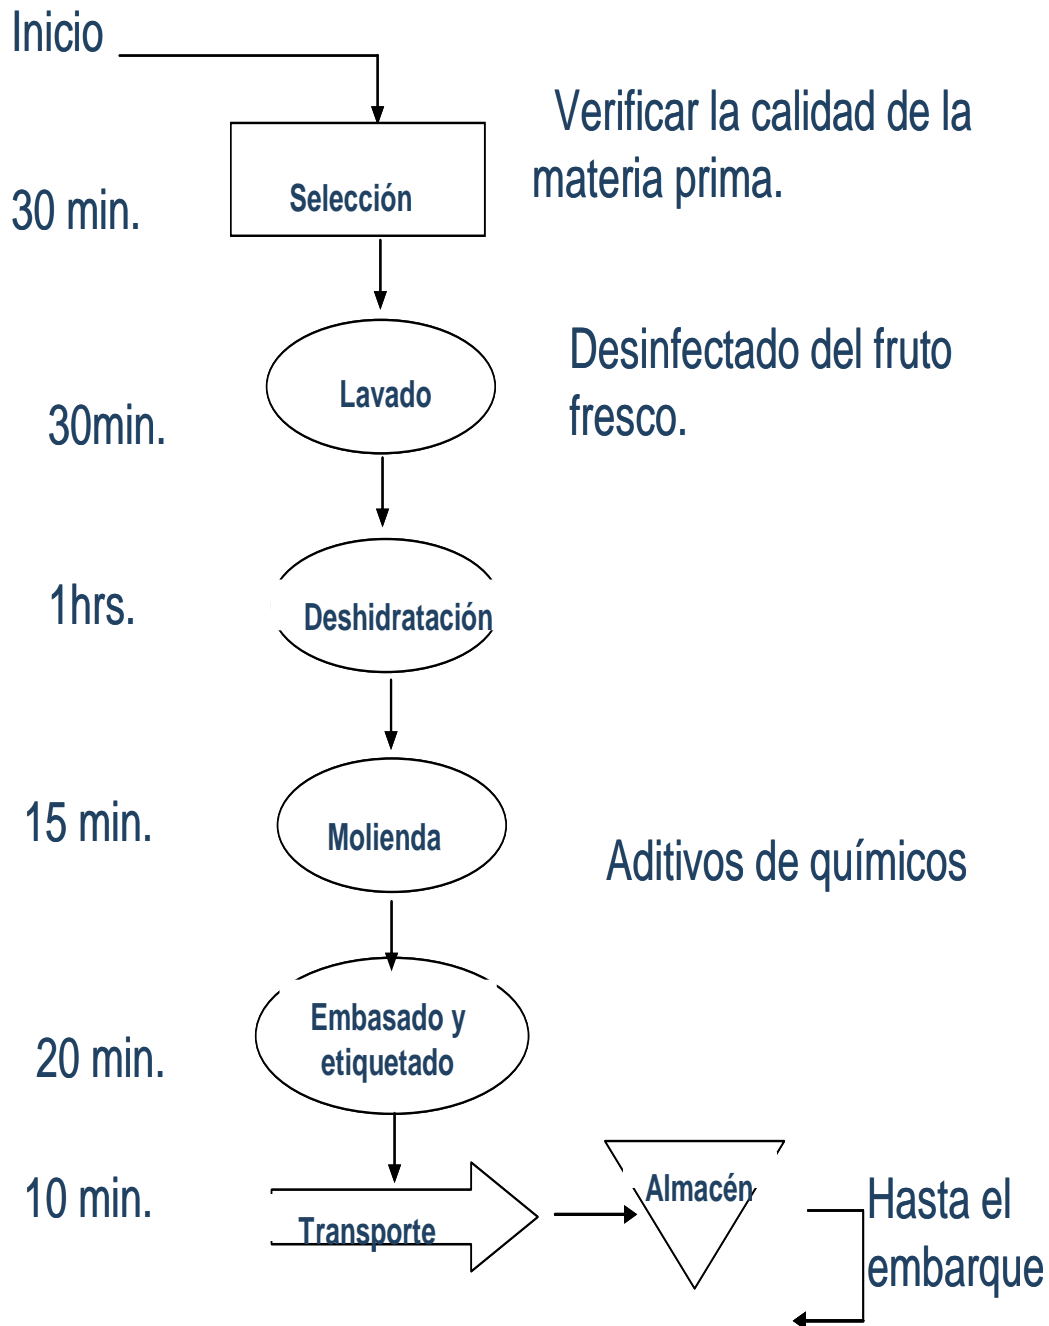 Inicio
Verificar la calidad de la
materia prima.
30 min.
Selección
Desinfectado del fruto
fresco.
30min.
Lavado
1hrs.
Deshidratación
15 min.
Molienda
Aditivos de químicos
20 min.
Embasado y
etiquetado
10 min.
Transporte
Almacén
Hasta el
embarque